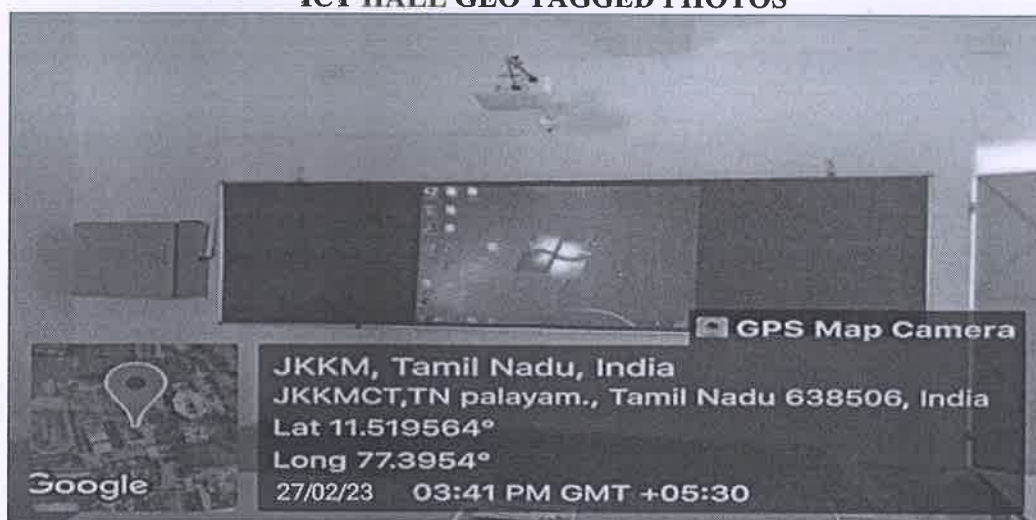 ICT HALL GEO TAGGED PHOTOS
GPS Map Camera
JKKM, Tamil Nadu, India
JKKMCT,TN palayam., Tamil Nadu 638506, India
Lat 11.519564°
Long 77.3954°
27/02/23 03:41 PM GMT +05:30
Google